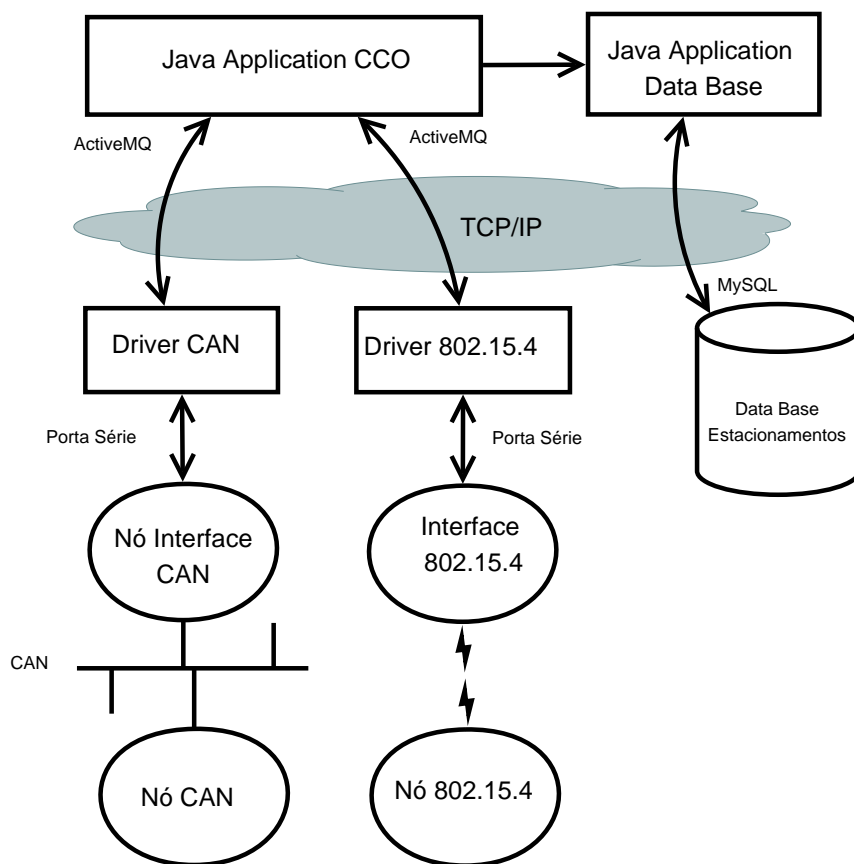 Java Application CCO
Java Application
Data Base
ActiveMQ
ActiveMQ
TCP/IP
MySQL
Driver CAN
Driver 802.15.4
Data Base
Estacionamentos
Porta Série
Porta Série
Nó Interface
CAN
Interface
802.15.4
CAN
Nó CAN
Nó 802.15.4